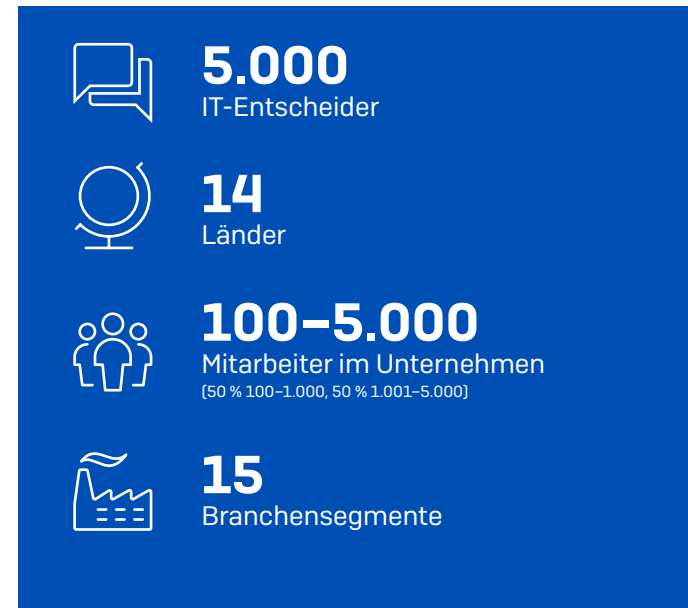 5.000
IT-Entscheider
14
Länder
100–5.000
Mitarbeiter im Unternehmen
(50 % 100–1.000, 50 % 1.001–5.000)
15
Branchensegmente